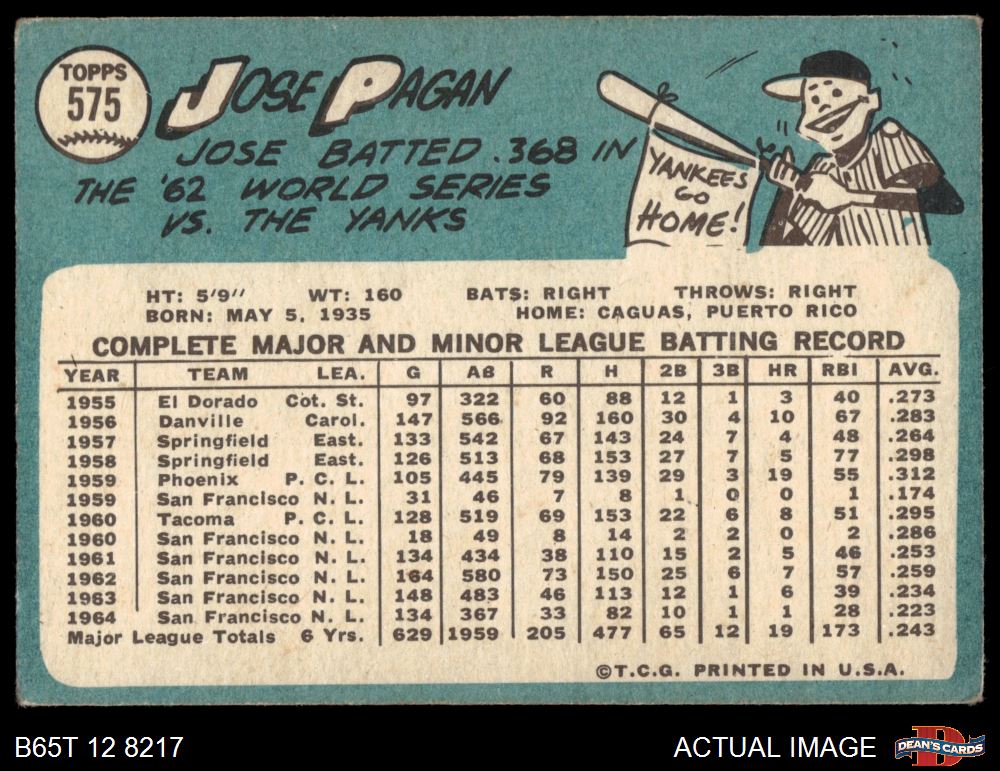 TOPPS
575
JOSE PAGAN
JOSE BATTED .368 IN
THE '62 WORLD SERIES
VS. THE YANKS
YANKEES
GO
HOME!
HT: 5'9" WT: 160 BATS: RIGHT THROWS: RIGHT
BORN: MAY 5, 1935 HOME: CAGUAS, PUERTO RICO
COMPLETE MAJOR AND MINOR LEAGUE BATTING RECORD
YEAR TEAM LEA. G AB R H 2B 3B HR RBI AVG.
1955 El Dorado Cot. St. 97 322 60 88 12 1 3 40 .273
1956 Danville Carol. 147 566 92 160 30 4 10 67 .283
1957 Springfield East. 133 542 67 143 24 7 4 48 .264
1958 Springfield East. 126 513 68 153 27 7 5 77 .298
1959 Phoenix P. C. L. 105 445 79 139 29 3 19 55 .312
1959 San Francisco N. L. 31 46 7 8 1 0 0 1 .174
1960 Tacoma P. C. L. 128 519 69 153 22 6 8 51 .295
1960 San Francisco N. L. 18 49 8 14 2 2 0 2 .286
1961 San Francisco N. L. 134 434 38 110 15 2 5 46 .253
1962 San Francisco N. L. 164 580 73 150 25 6 7 57 .259
1963 San Francisco N. L. 148 483 46 113 12 1 6 39 .234
1964 San Francisco N. L. 134 367 33 82 10 1 1 28 .223
Major League Totals 6 Yrs. 629 1959 205 477 65 12 19 173 .243
©T.C.G. PRINTED IN U.S.A.
B65T 12 8217
ACTUAL IMAGE
DEAN'S CARDS